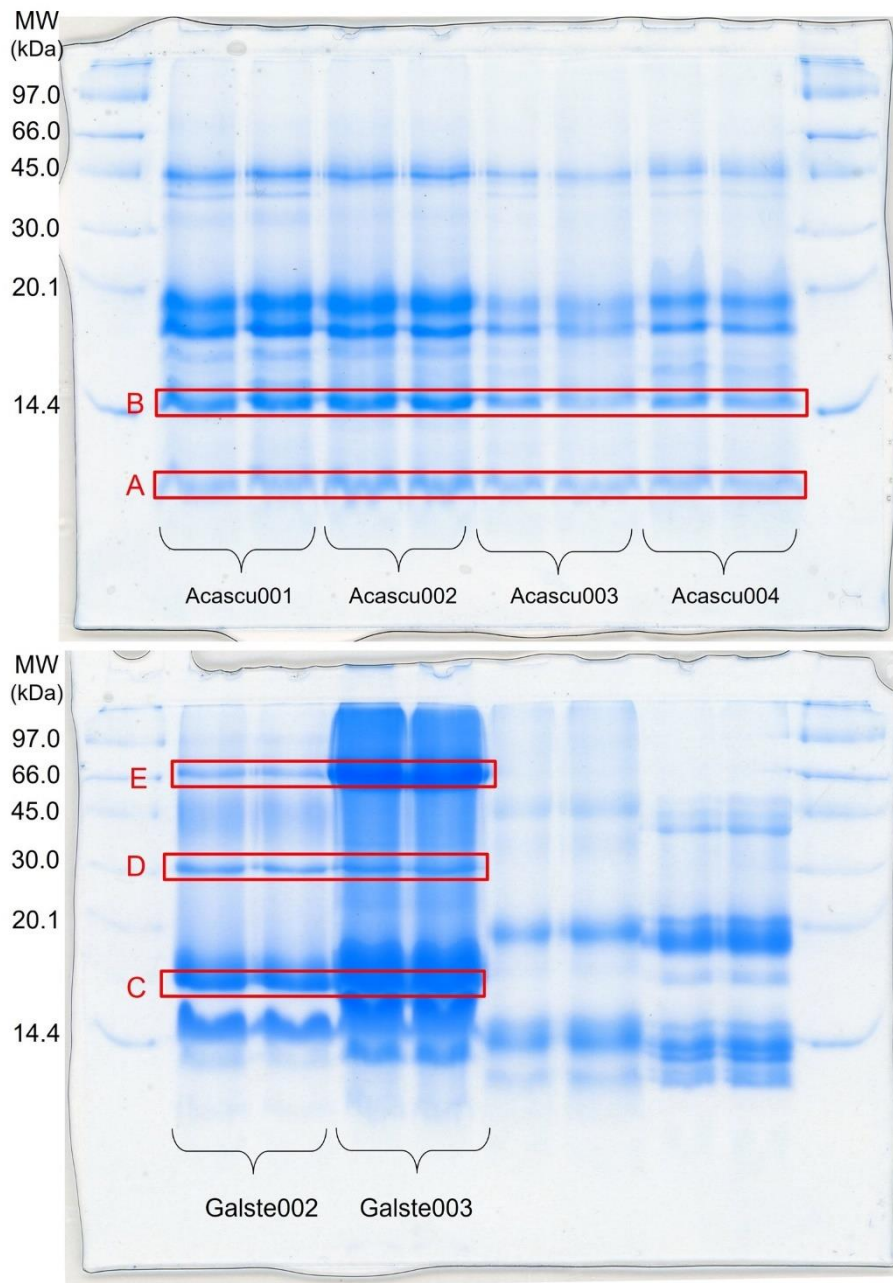 MW
(kDa)
97.0
66.0
45.0
30.0
20.1
14.4
B
A
Acascu001 Acascu002 Acascu003 Acascu004
MW
(kDa)
97.0
66.0
45.0
30.0
20.1
14.4
E
D
C
Galste002 Galste003